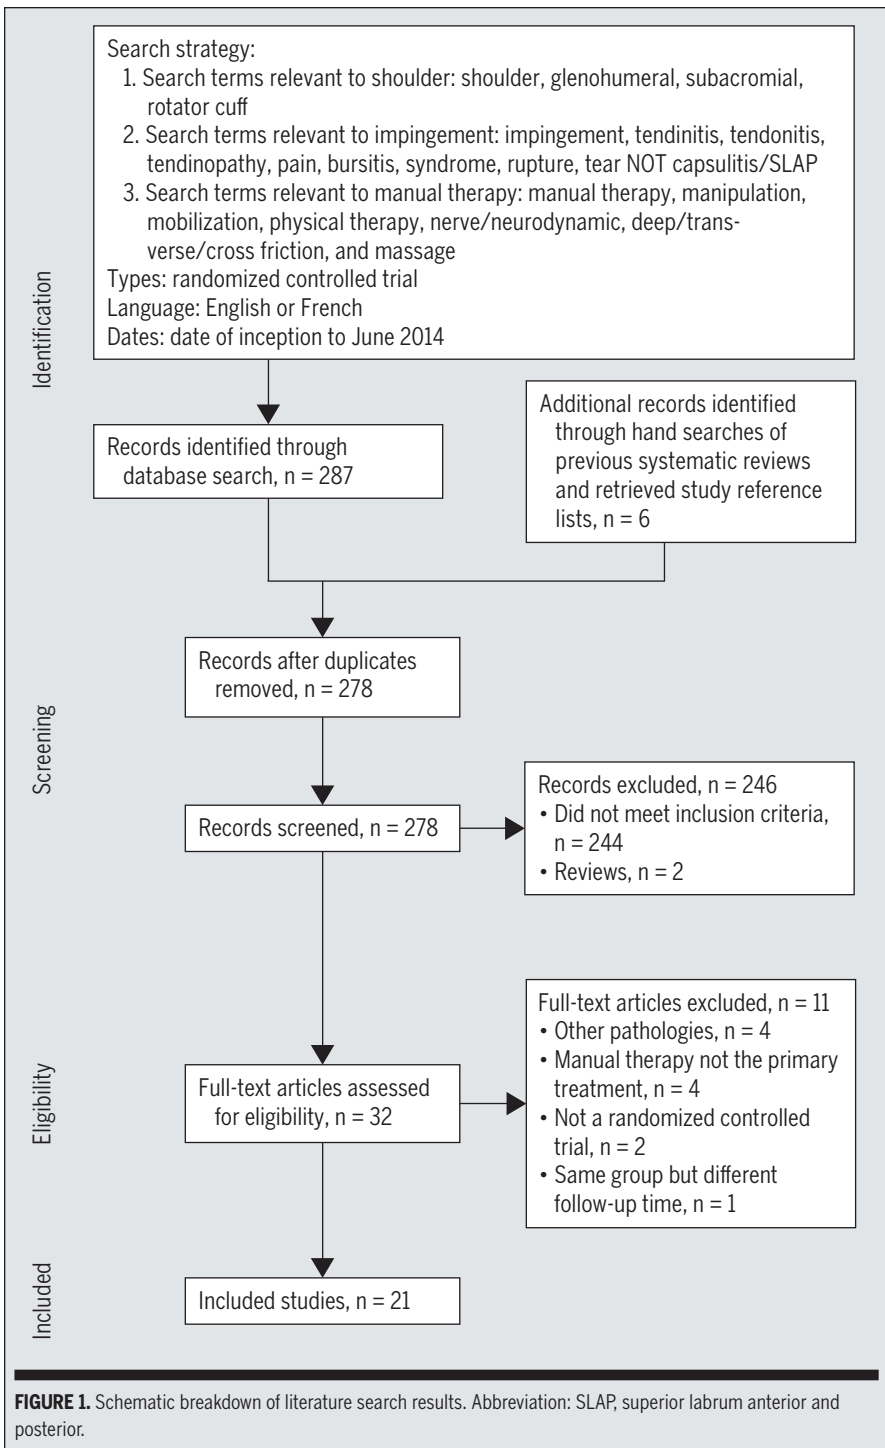 Search strategy:
1. Search terms relevant to shoulder: shoulder, glenohumeral, subacromial,
rotator cuff
2. Search terms relevant to impingement: impingement, tendinitis, tendonitis,
tendinopathy, pain, bursitis, syndrome, rupture, tear NOT capsulitis/SLAP
3. Search terms relevant to manual therapy: manual therapy, manipulation,
mobilization, physical therapy, nerve/neurodynamic, deep/trans-
verse/cross friction, and massage
Types: randomized controlled trial
Language: English or French
Dates: date of inception to June 2014
Identification
Records identified through
database search, n = 287
Additional records identified
through hand searches of
previous systematic reviews
and retrieved study reference
lists, n = 6
Records after duplicates
removed, n = 278
Screening
Records screened, n = 278
Records excluded, n = 246
• Did not meet inclusion criteria,
n = 244
• Reviews, n = 2
Eligibility
Full-text articles assessed
for eligibility, n = 32
Full-text articles excluded, n = 11
• Other pathologies, n = 4
• Manual therapy not the primary
treatment, n = 4
• Not a randomized controlled
trial, n = 2
• Same group but different
follow-up time, n = 1
Included
Included studies, n = 21
FIGURE 1. Schematic breakdown of literature search results. Abbreviation: SLAP, superior labrum anterior and
posterior.